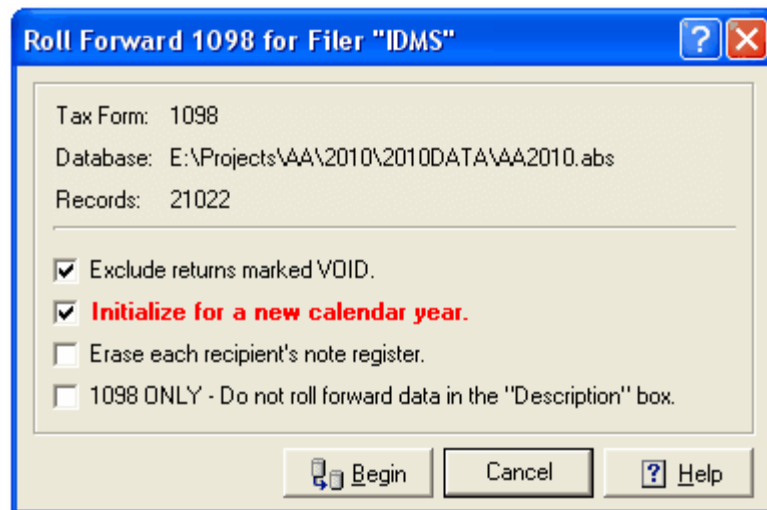 Roll Forward 1098 for Filer "IDMS"
Tax Form: 1098
Database: E:\Projects\AA\2010\2010DATA\AA2010.abs
Records: 21022
Exclude returns marked VOID.
Initialize for a new calendar year.
Erase each recipient's note register.
1098 ONLY - Do not roll forward data in the "Description" box.
Begin Cancel ? Help